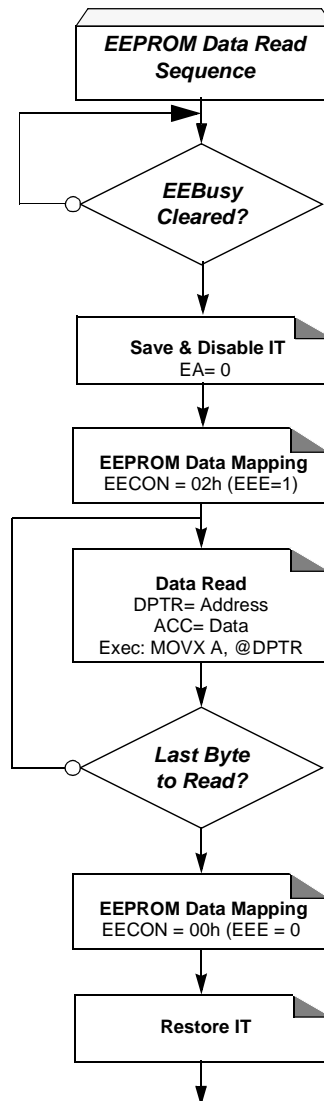 EEPROM Data Read
Sequence
EEBusy
Cleared?
Save & Disable IT
EA= 0
EEPROM Data Mapping
EECON = 02h (EEE=1)
Data Read
DPTR= Address
ACC= Data
Exec: MOVX A, @DPTR
Last Byte
to Read?
EEPROM Data Mapping
EECON = 00h (EEE = 0
Restore IT